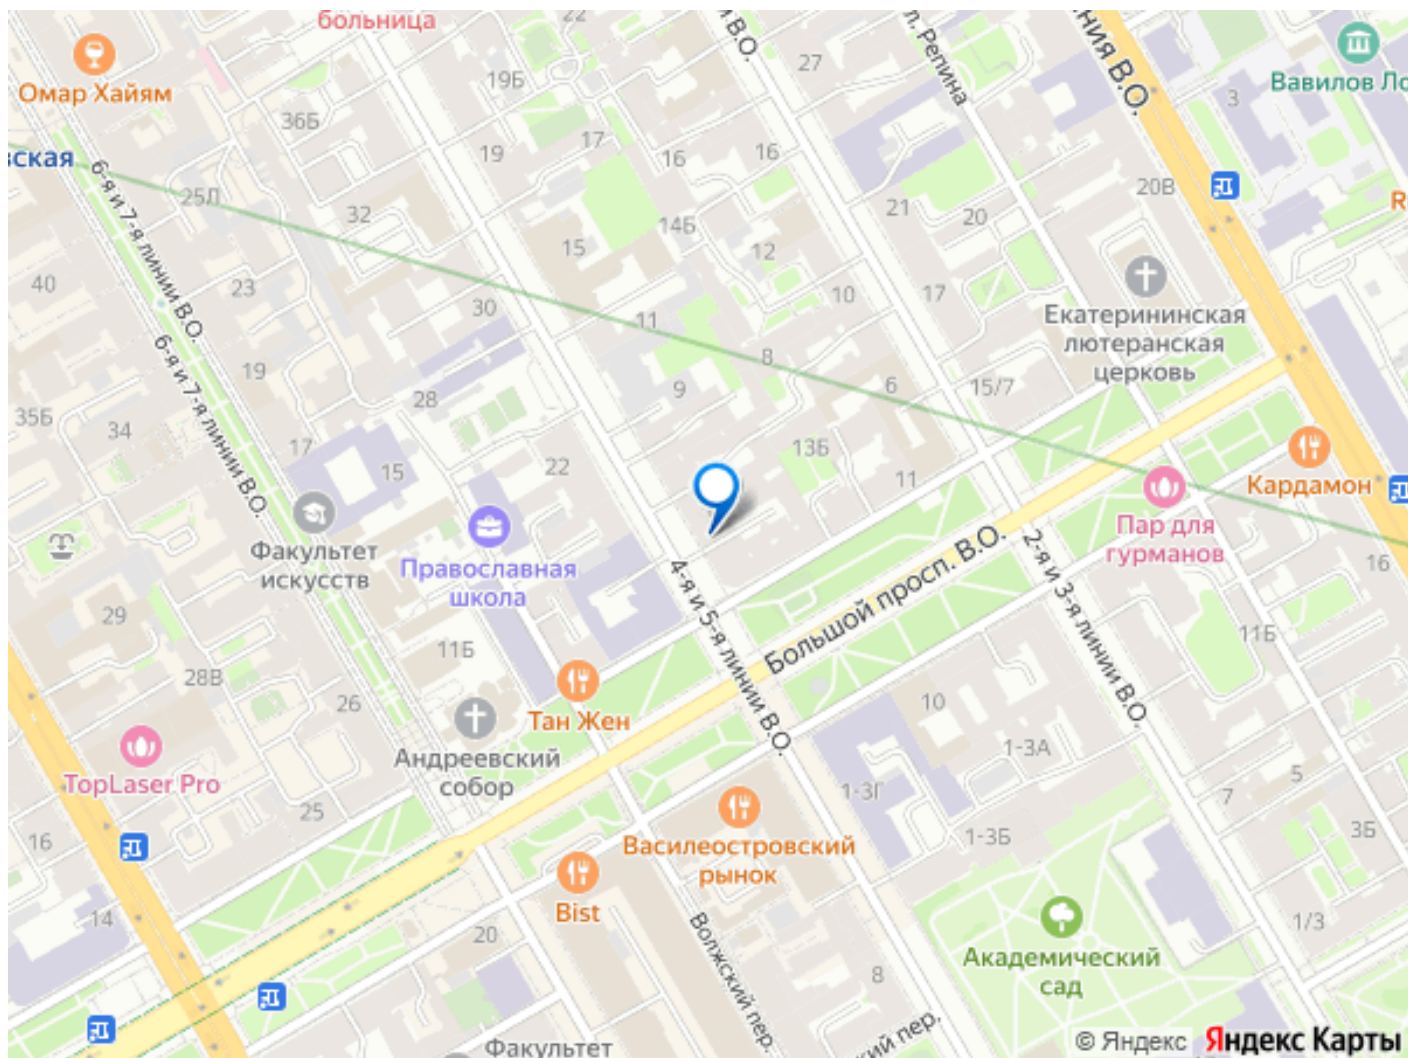 больница
22
я В.О.
л. Репина
ния В.О.
Вавилов Ло
Омар Хайям
27
19Б
3
36Б
ская
17
19
16
16
20В
R
6-я и 7-я линии В.О.
25Л
32
14Б
21
20
15
12
40
23
30
11
10
17
Екатерининская
лютеранская
церковь
6-я и 7-я линии В.О.
19
28
9
8
6
15/7
35Б
34
17
15
22
13Б
11
Кардамон
Факультет
искусств
Православная
школа
Пар для
гурманов
16
4-я и 5-я линии В.О.
Большой просп. В.О.
2-я и 3-я линии В.О.
29
11Б
11Б
28В
26
Тан Жен
10
Андреевский
собор
1-3А
TopLaser Pro
25
1-3Г
5
7
16
Василеостровский
рынок
1-3Б
3Б
Bist
14
20
Волжский пер.
8
Академический
сад
1/3
кий пер.
Факультет
© Яндекс Яндекс Карты